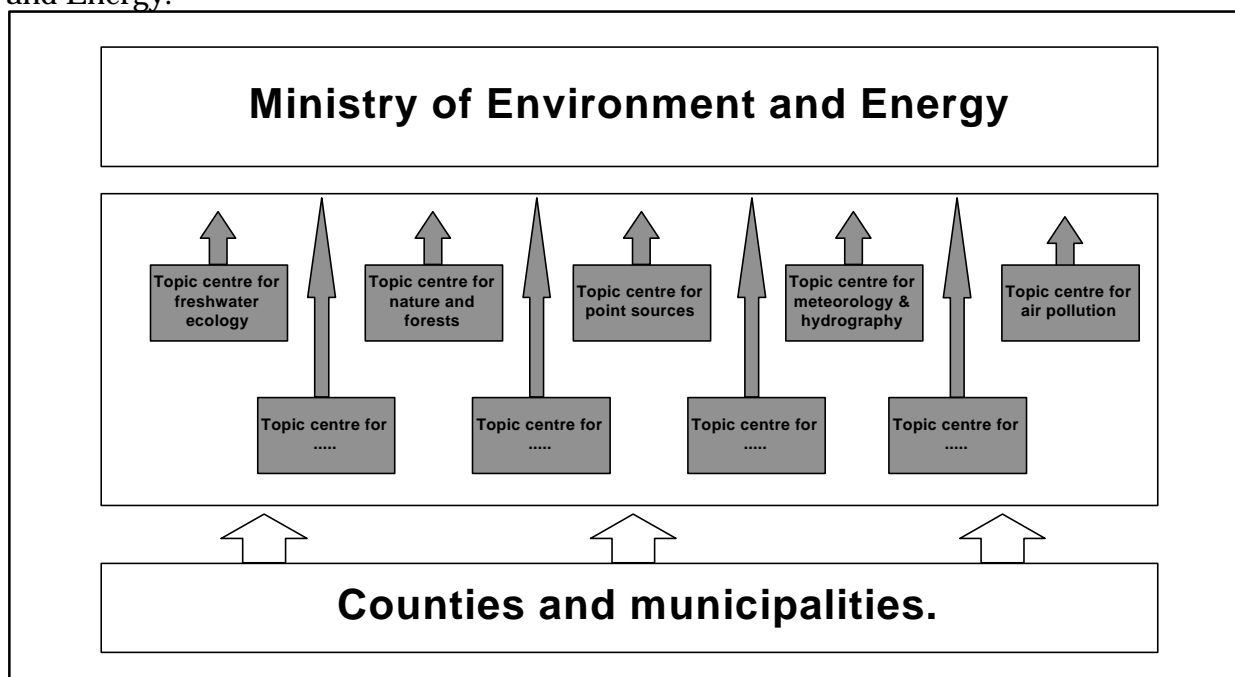 and Energy.
Ministry of Environment and Energy
Topic centre for
freshwater
ecology
Topic centre for
nature and
forests
Topic centre for
point sources
Topic centre for
meteorology &
hydrography
Topic centre for
air pollution
Topic centre for
.....
Topic centre for
.....
Topic centre for
.....
Topic centre for
.....
Counties and municipalities.